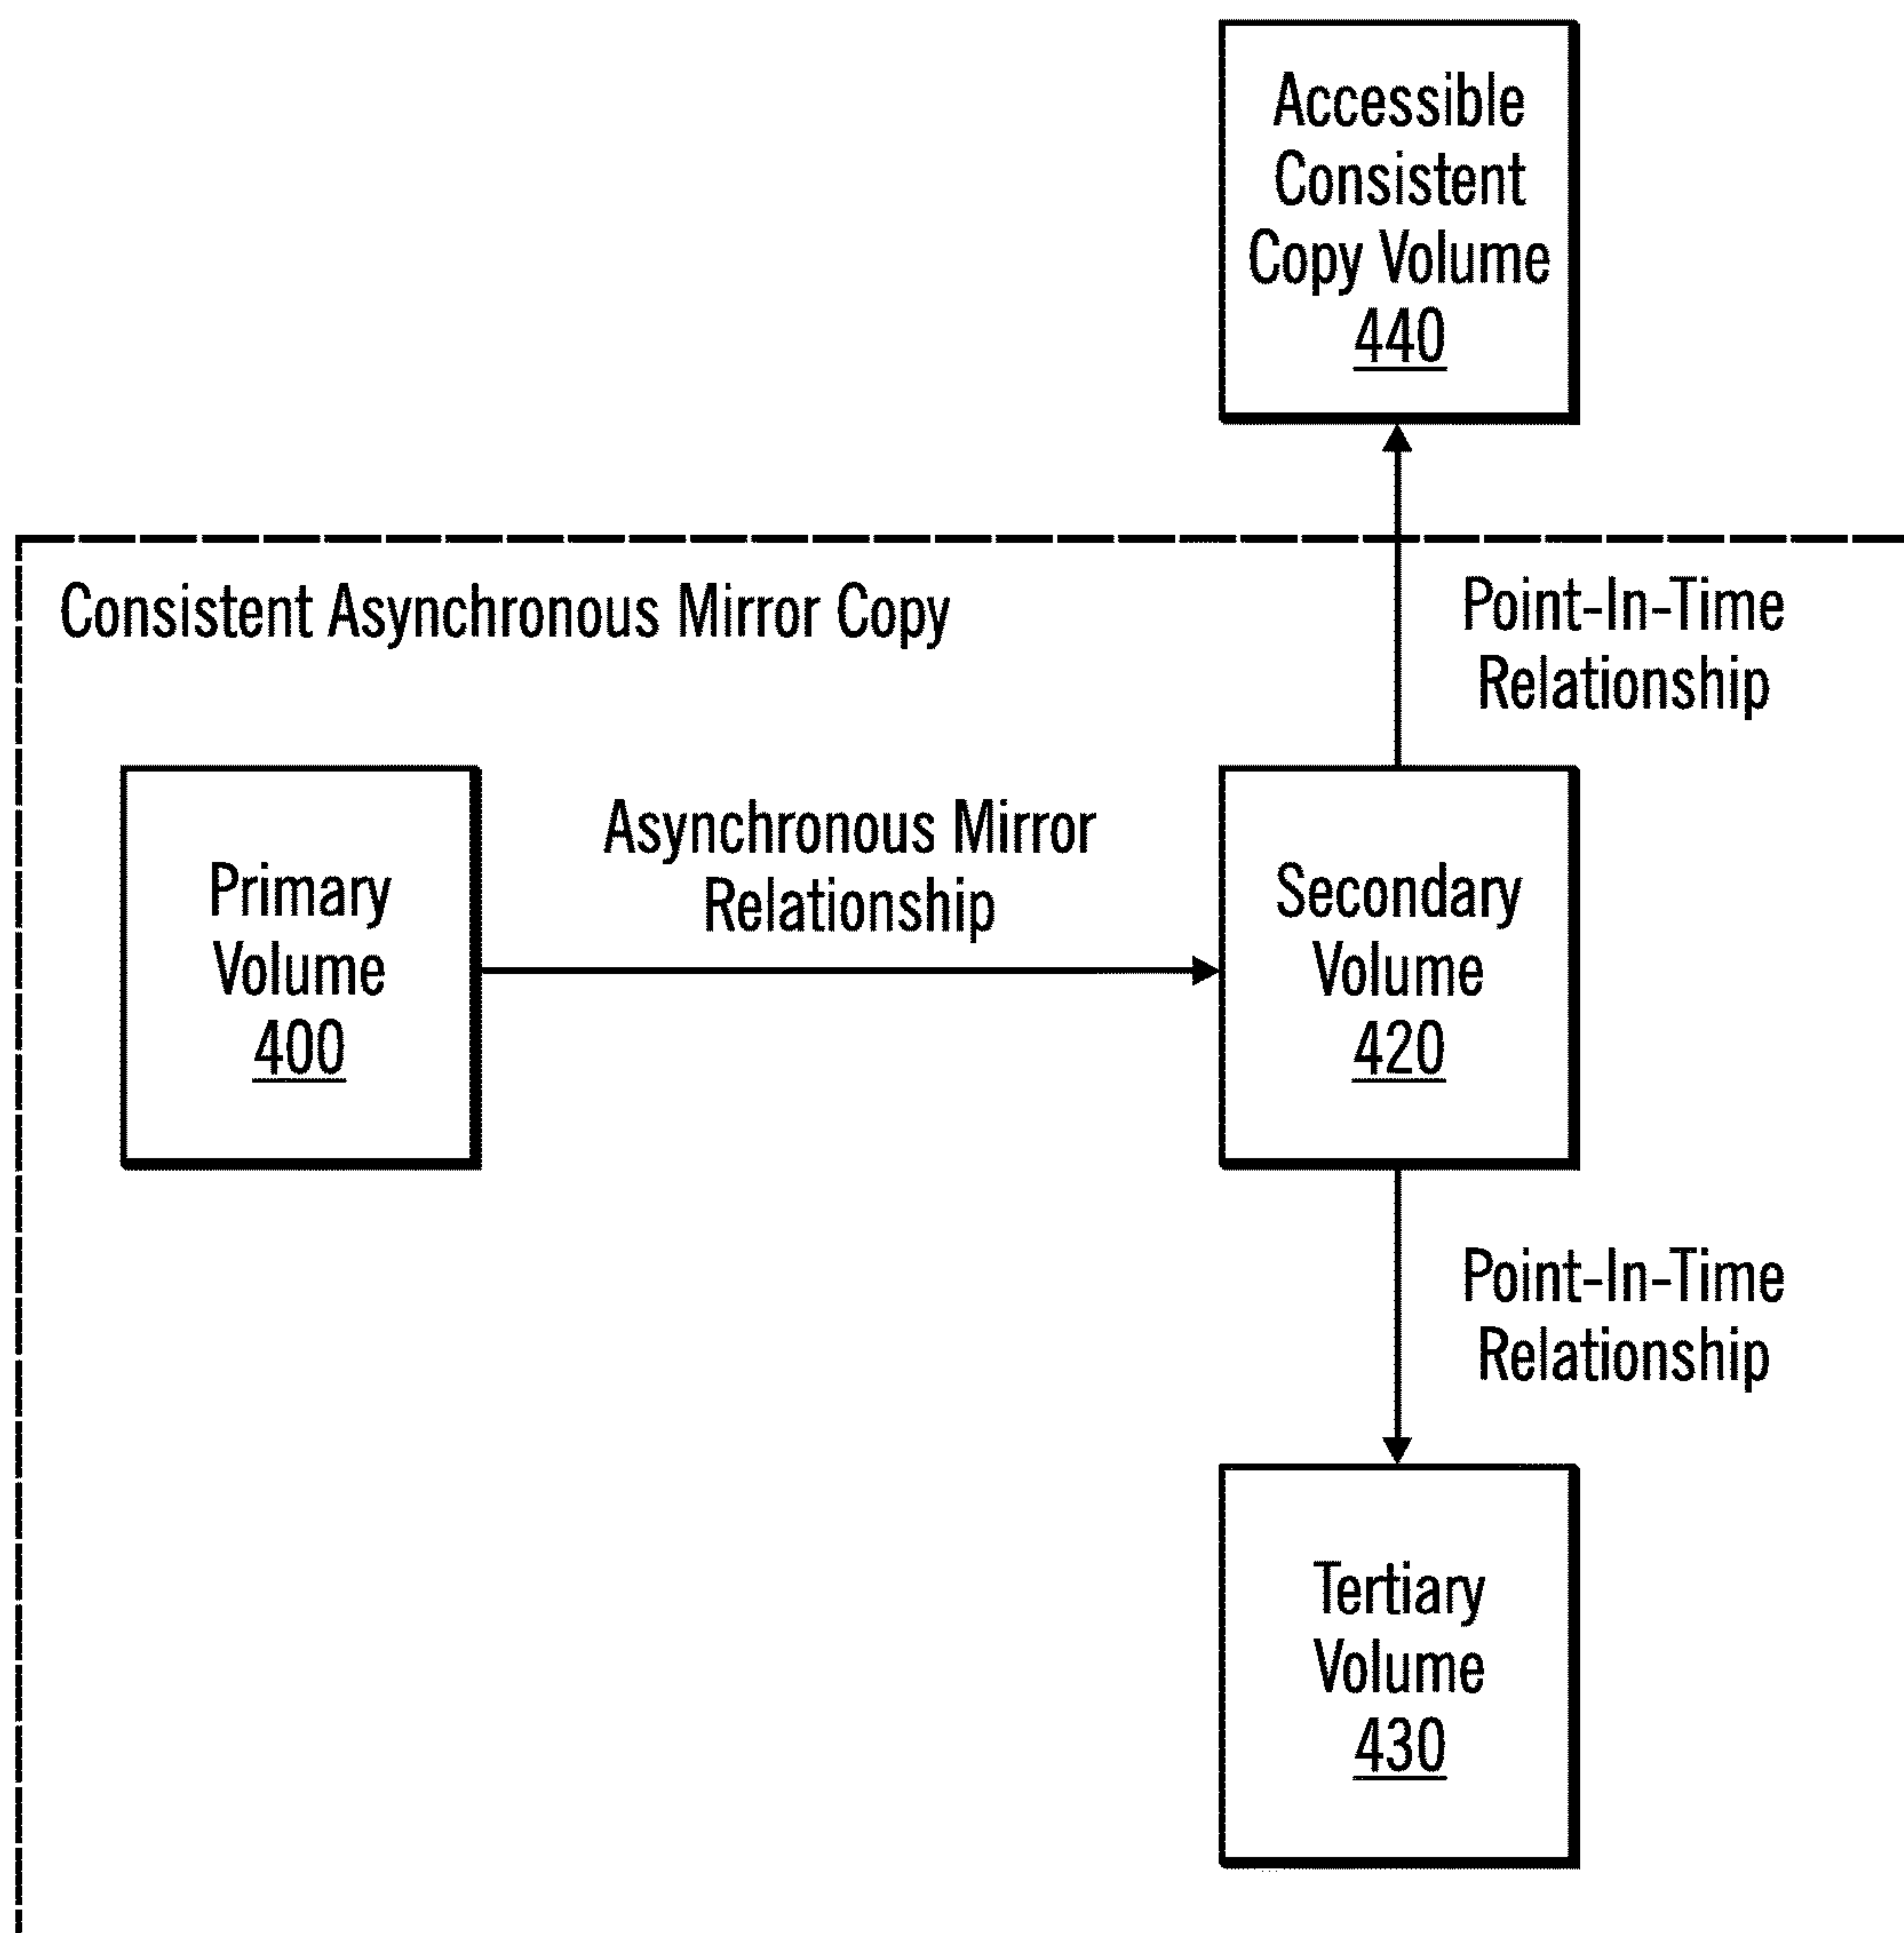 Accessible
Consistent
Copy Volume
440
Consistent Asynchronous Mirror Copy
Point-In-Time
Relationship
Primary
Volume
400
Asynchronous Mirror
Relationship
Secondary
Volume
420
Point-In-Time
Relationship
Tertiary
Volume
430